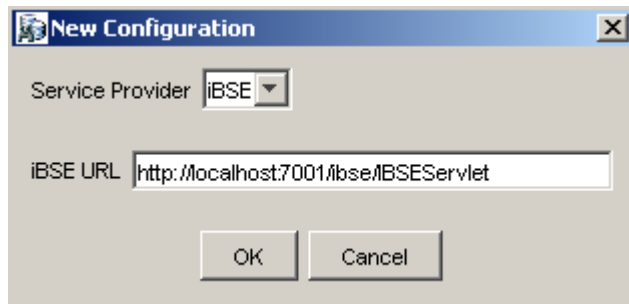 New Configuration
Service Provider iBSE
iBSE URL http://localhost:7001/ibse/IBSEServlet
OK Cancel